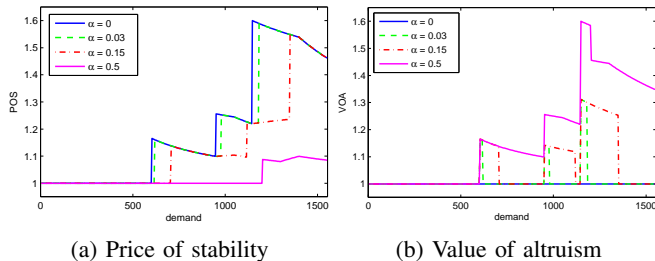 1.6
1.5
1.4
1.3
1.2
1.1
1
POS
α = 0
α = 0.03
α = 0.15
α = 0.5
0 500 1000 1500
demand
(a) Price of stability
1.6
1.5
1.4
1.3
1.2
1.1
1
VOA
α = 0
α = 0.03
α = 0.15
α = 0.5
0 500 1000 1500
demand
(b) Value of altruism